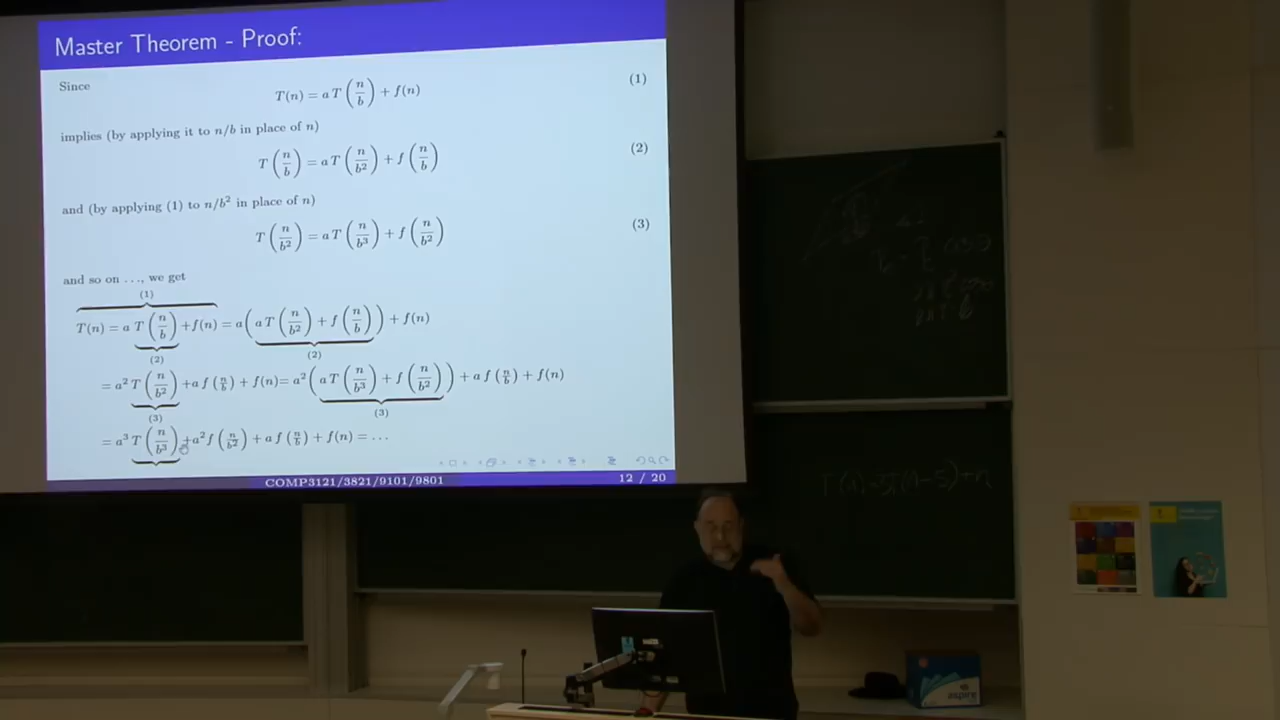 Master Theorem - Proof:
Since
T(n) = a T(n/b) + f(n) (1)
implies (by applying it to n/b in place of n)
T(n/b) = a T(n/b²) + f(n/b) (2)
and (by applying (1) to n/b² in place of n)
T(n/b²) = a T(n/b³) + f(n/b²) (3)
and so on ..., we get
(1)
T(n) = a T(n/b) + f(n) = a(a T(n/b²) + f(n/b)) + f(n)
(2) (2)
= a² T(n/b²) + a f(n/b) + f(n) = a²(a T(n/b³) + f(n/b²)) + a f(n/b) + f(n)
(3) (3)
= a³ T(n/b³) + a² f(n/b²) + a f(n/b) + f(n) = ...
COMP3121/3821/9101/9801 12 / 20
aspire